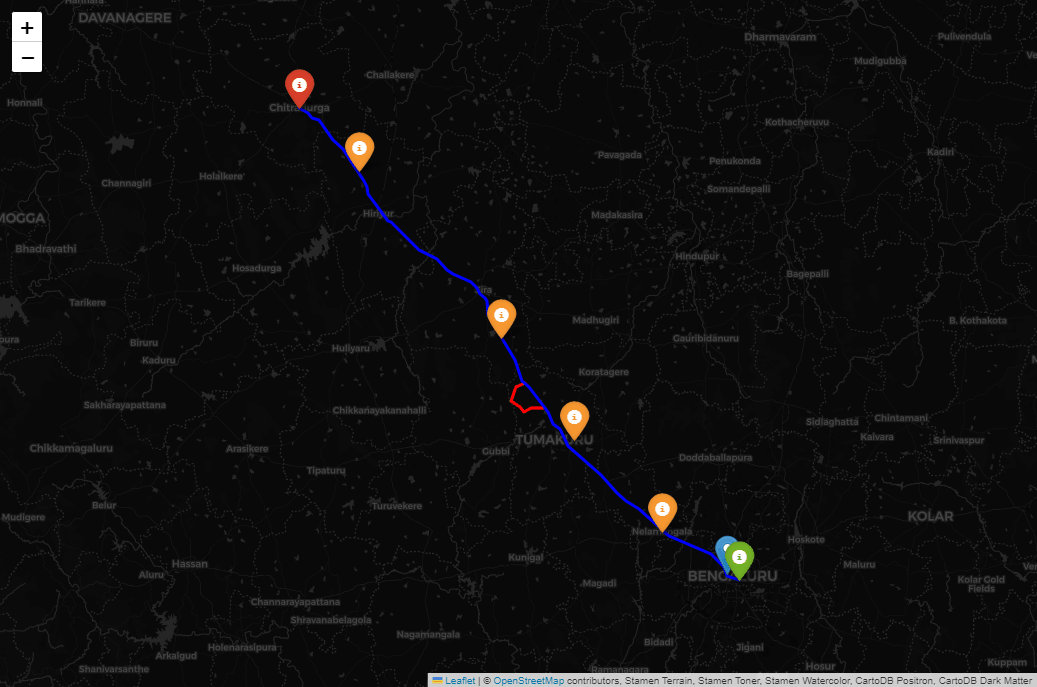 Hannara
DAVANAGERE
+
−
Dharmavaram
Pulivendula
Mudigubba
Challakere
Honnali
Chitradurga
Kothacheruvu
Kadiri
Pavagada
Penukonda
Holalkere
Channagiri
Somandepalli
MOGGA
Hiriyur
Madakasira
Bhadravathi
Hindupur
Hosadurga
Bagepalli
Sira
Tarikere
Madhugiri
B. Kothakota
pura
Biruru
Huliyaru
Gauribidanuru
Kaduru
Koratagere
Sakharayapattana
Chikkanayakanahalli
Sidlaghatta
Chintamani
Kaivara
TUMAKURU
Srinivaspur
Chikkamagaluru
Arasikere
Gubbi
Doddaballapura
Tipaturu
Belur
Turuvekere
Mudigere
KOLAR
Nelamangala
Hoskote
Kunigal
Hassan
Maluru
Aluru
BENGALURU
Magadi
Kolar Gold
Fields
Channarayapattana
Shravanabelagola
Nagamangala
Bidadi
Jigani
Holenarasipura
Arkalgud
Shanivarsanthe
Ramanagara
Hosur
Kuppam
Leaflet | © OpenStreetMap contributors, Stamen Terrain, Stamen Toner, Stamen Watercolor, CartoDB Positron, CartoDB Dark Matter